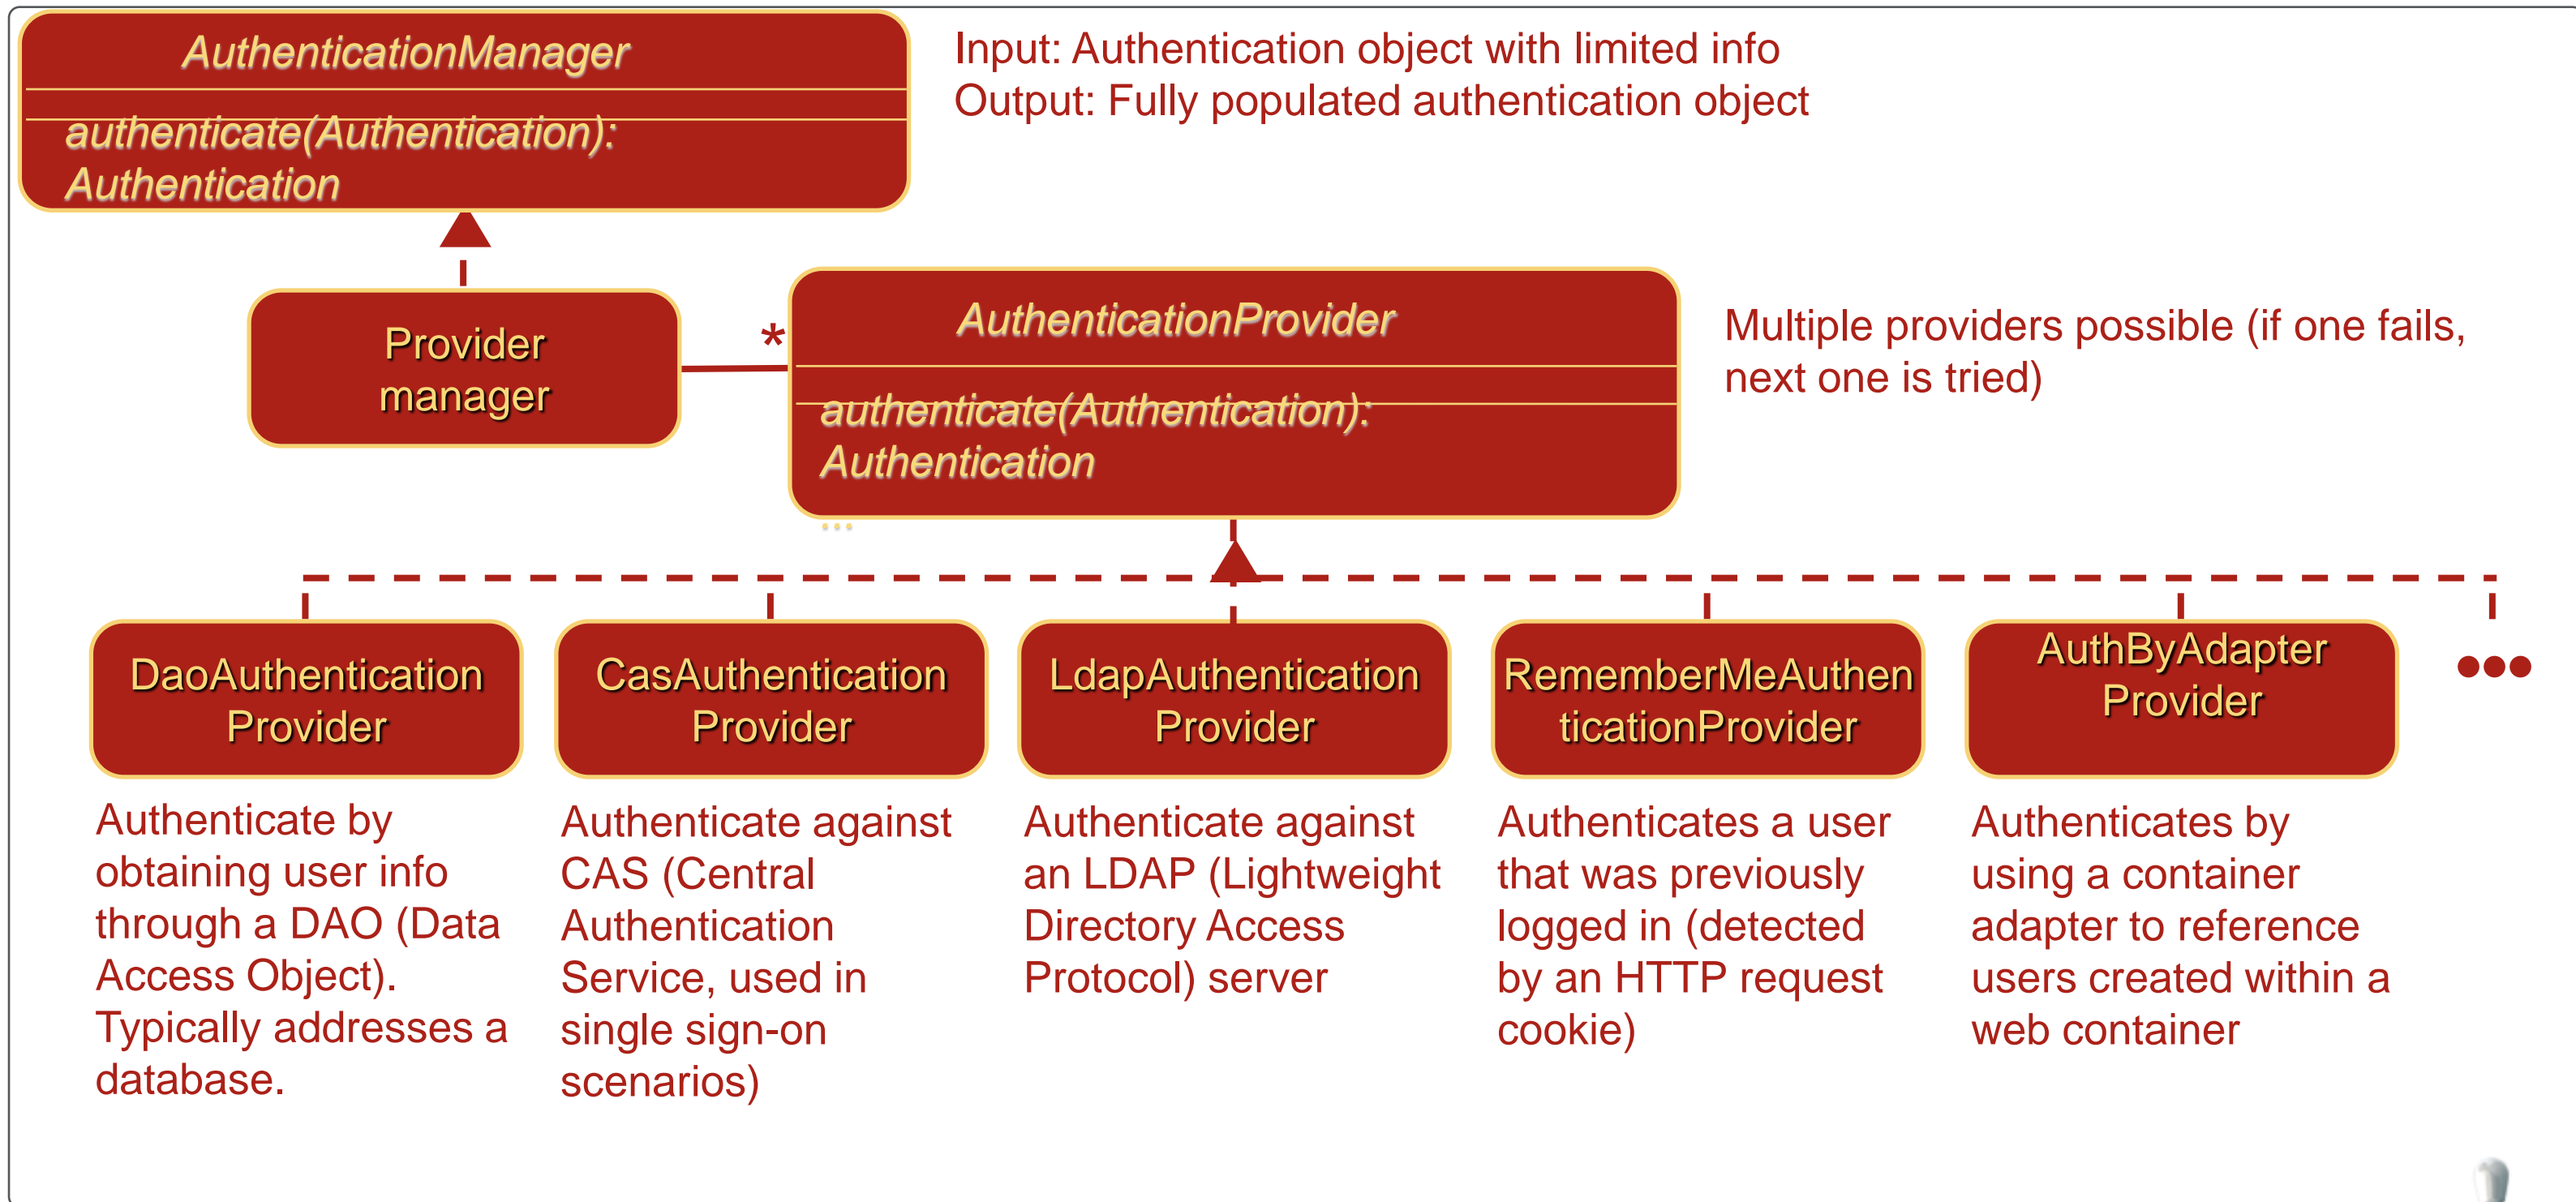 AuthenticationManager
authenticate(Authentication):
Authentication
Input: Authentication object with limited info
Output: Fully populated authentication object
Provider
manager
*
AuthenticationProvider
authenticate(Authentication):
Authentication
...
Multiple providers possible (if one fails,
next one is tried)
DaoAuthentication
Provider
Authenticate by
obtaining user info
through a DAO (Data
Access Object).
Typically addresses a
database.
CasAuthentication
Provider
Authenticate against
CAS (Central
Authentication
Service, used in
single sign-on
scenarios)
LdapAuthentication
Provider
Authenticate against
an LDAP (Lightweight
Directory Access
Protocol) server
RememberMeAuthen
ticationProvider
Authenticates a user
that was previously
logged in (detected
by an HTTP request
cookie)
AuthByAdapter
Provider
Authenticates by
using a container
adapter to reference
users created within a
web container
●●●